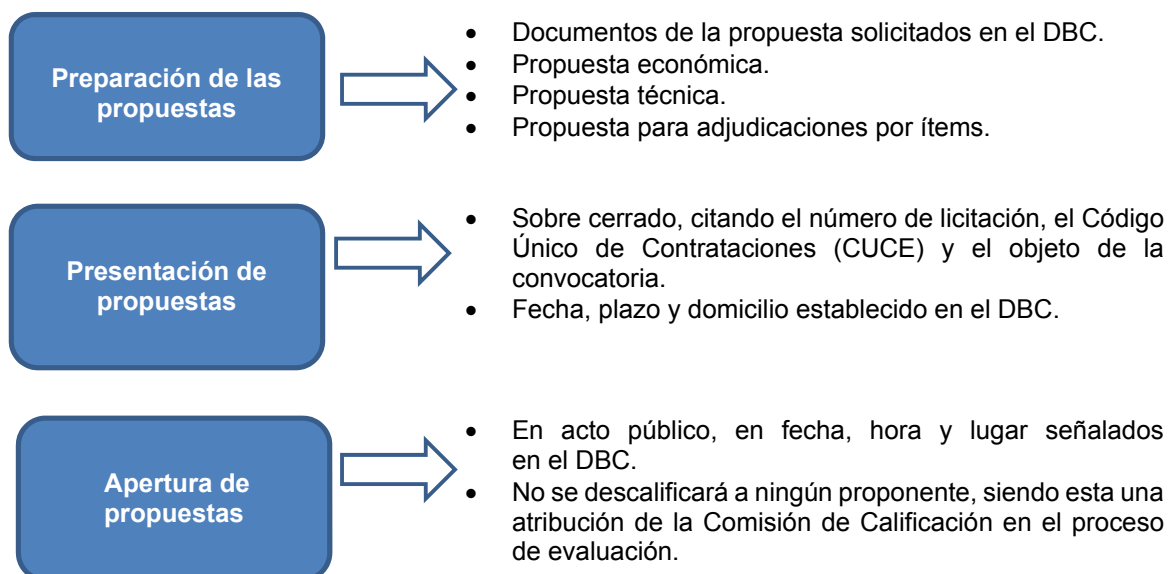 Preparación de las
propuestas
• Documentos de la propuesta solicitados en el DBC.
• Propuesta económica.
• Propuesta técnica.
• Propuesta para adjudicaciones por ítems.
Presentación de
propuestas
• Sobre cerrado, citando el número de licitación, el Código
Único de Contrataciones (CUCE) y el objeto de la
convocatoria.
• Fecha, plazo y domicilio establecido en el DBC.
Apertura de
propuestas
• En acto público, en fecha, hora y lugar señalados
en el DBC.
• No se descalificará a ningún proponente, siendo esta una
atribución de la Comisión de Calificación en el proceso
de evaluación.